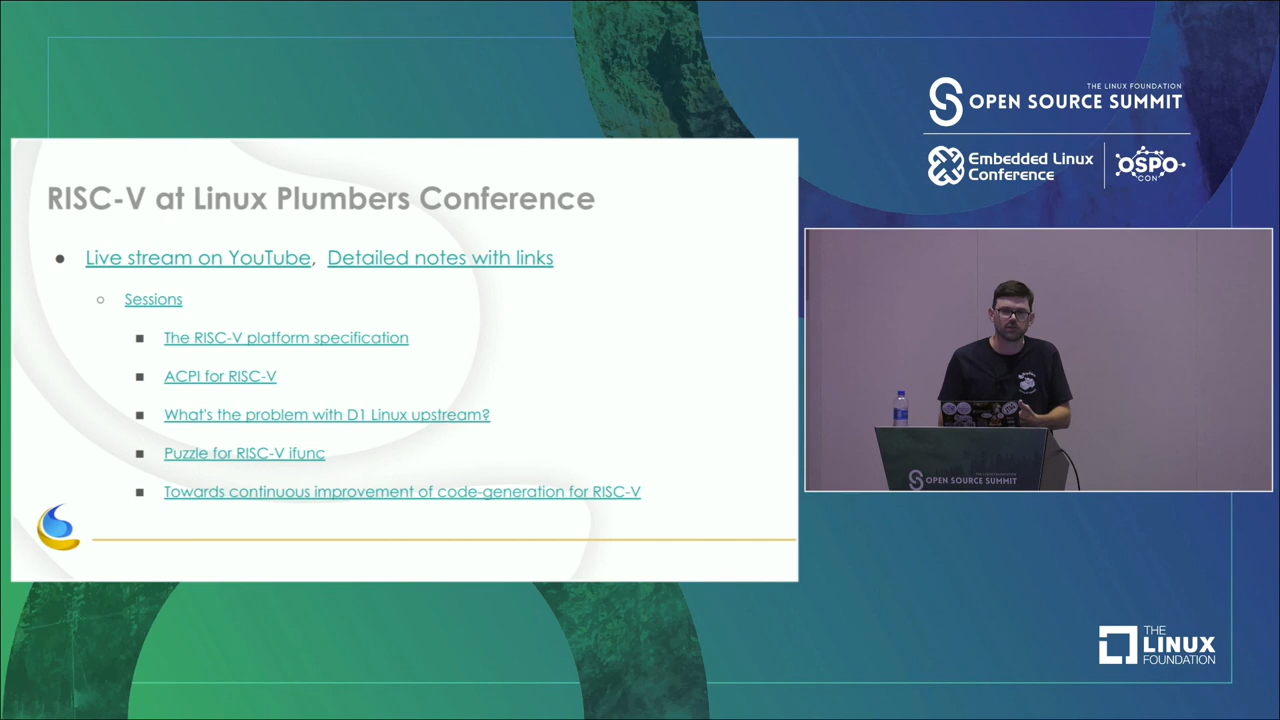 THE LINUX FOUNDATION
OPEN SOURCE SUMMIT
Embedded Linux
Conference
OSPO
CON
RISC-V at Linux Plumbers Conference
Live stream on YouTube, Detailed notes with links
Sessions
The RISC-V platform specification
ACPI for RISC-V
What's the problem with D1 Linux upstream?
Puzzle for RISC-V ifunc
Towards continuous improvement of code-generation for RISC-V
THE LINUX FOUNDATION
OPEN SOURCE SUMMIT
THE
LINUX
FOUNDATION